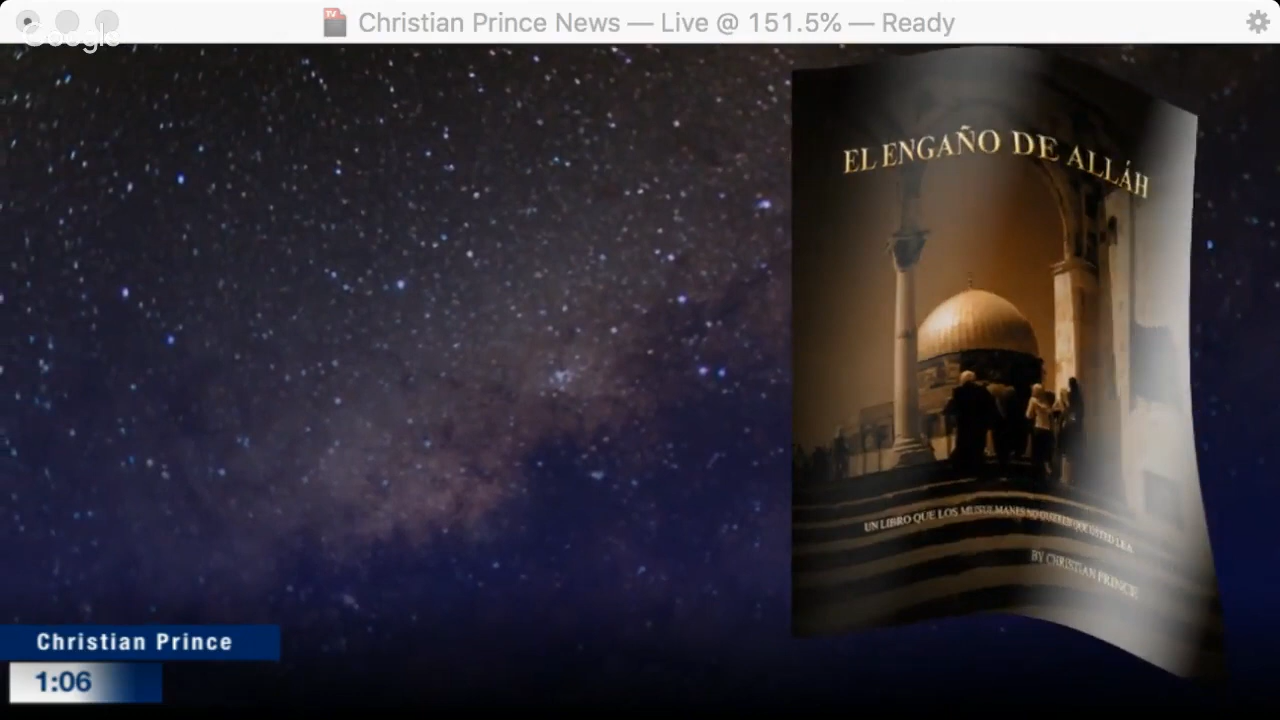 TV
Christian Prince News — Live @ 151.5% — Ready
Google
EL ENGAÑO DE ALLÁH
UN LIBRO QUE LOS MUSULMANES NO QUIEREN QUE USTED LEA.
BY CHRISTIAN PRINCE
Christian Prince
1:06